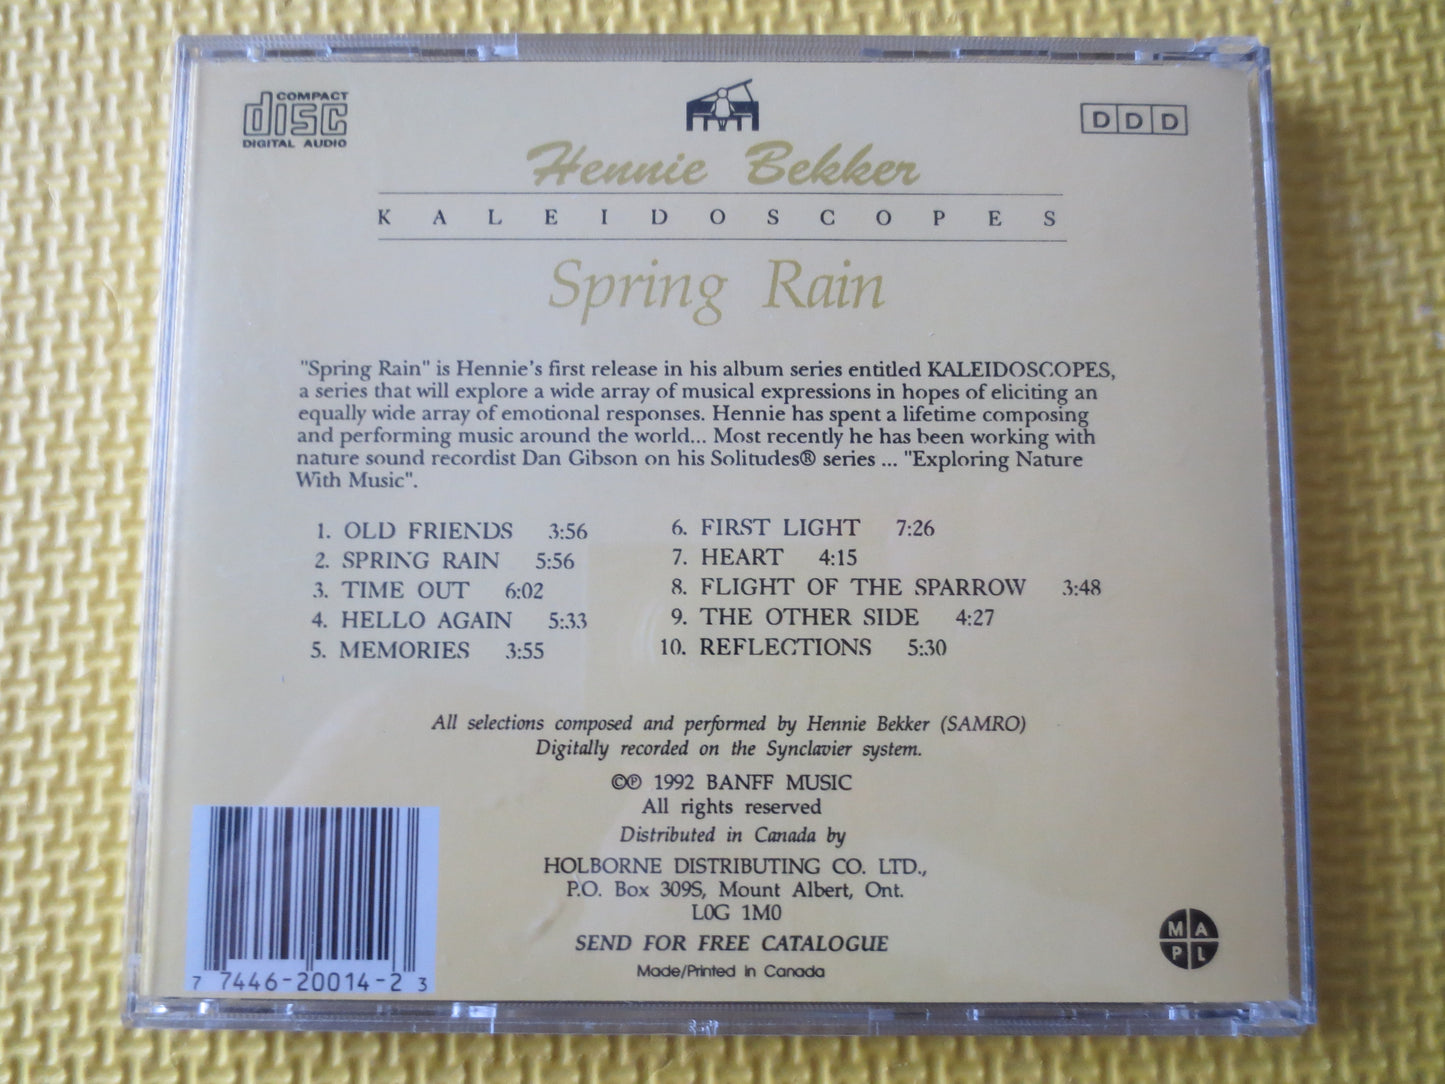 COMPACT
disc
DIGITAL AUDIO
D D D
Hennie Bekker
KALEIDOSCOPES
Spring Rain
"Spring Rain" is Hennie's first release in his album series entitled KALEIDOSCOPES,
a series that will explore a wide array of musical expressions in hopes of eliciting an
equally wide array of emotional responses. Hennie has spent a lifetime composing
and performing music around the world... Most recently he has been working with
nature sound recordist Dan Gibson on his Solitudes® series ... "Exploring Nature
With Music".
1. OLD FRIENDS 3:56
2. SPRING RAIN 5:56
3. TIME OUT 6:02
4. HELLO AGAIN 5:33
5. MEMORIES 3:55
6. FIRST LIGHT 7:26
7. HEART 4:15
8. FLIGHT OF THE SPARROW 3:48
9. THE OTHER SIDE 4:27
10. REFLECTIONS 5:30
All selections composed and performed by Hennie Bekker (SAMRO)
Digitally recorded on the Synclavier system.
©℗ 1992 BANFF MUSIC
All rights reserved
Distributed in Canada by
HOLBORNE DISTRIBUTING CO. LTD.,
P.O. Box 309S, Mount Albert, Ont.
L0G 1M0
SEND FOR FREE CATALOGUE
Made/Printed in Canada
7 7446-20014-2 3
M A
P L